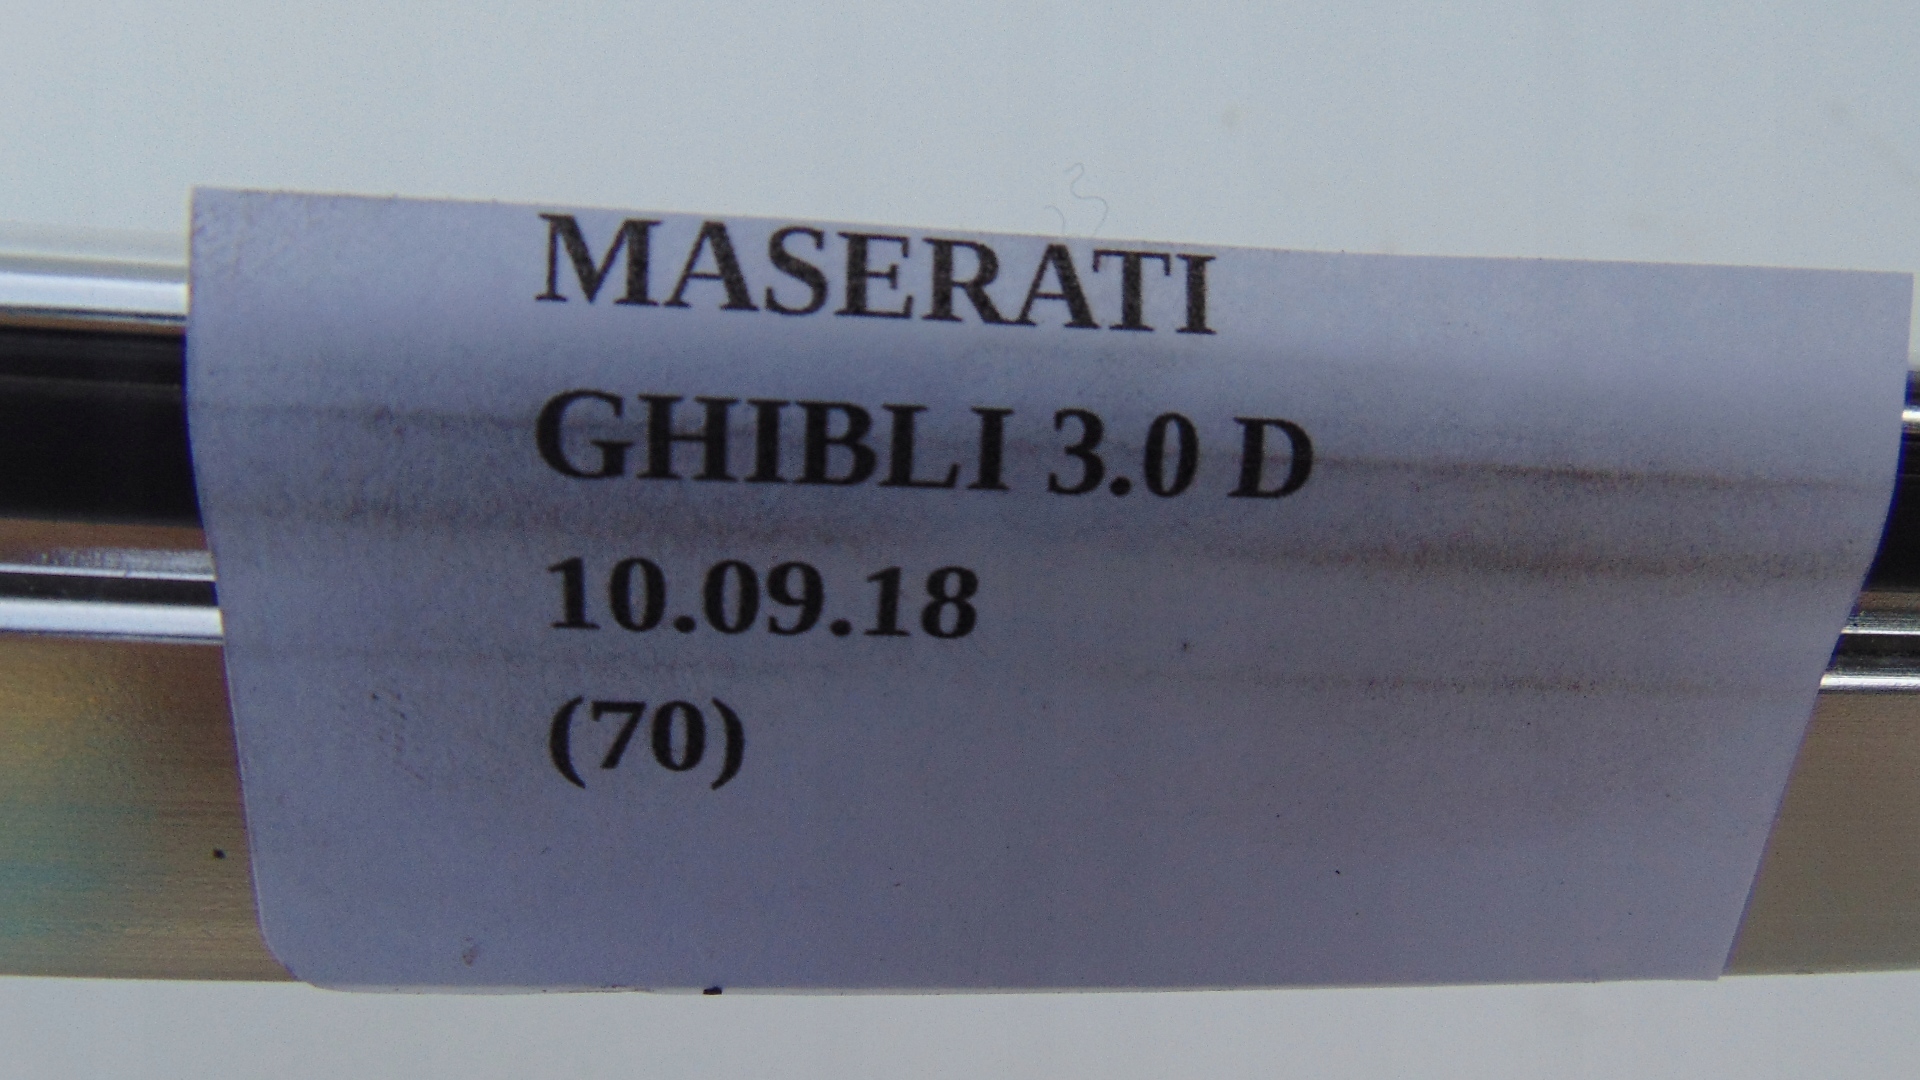 MASERATI
GHIBLI 3.0 D
10.09.18
(70)